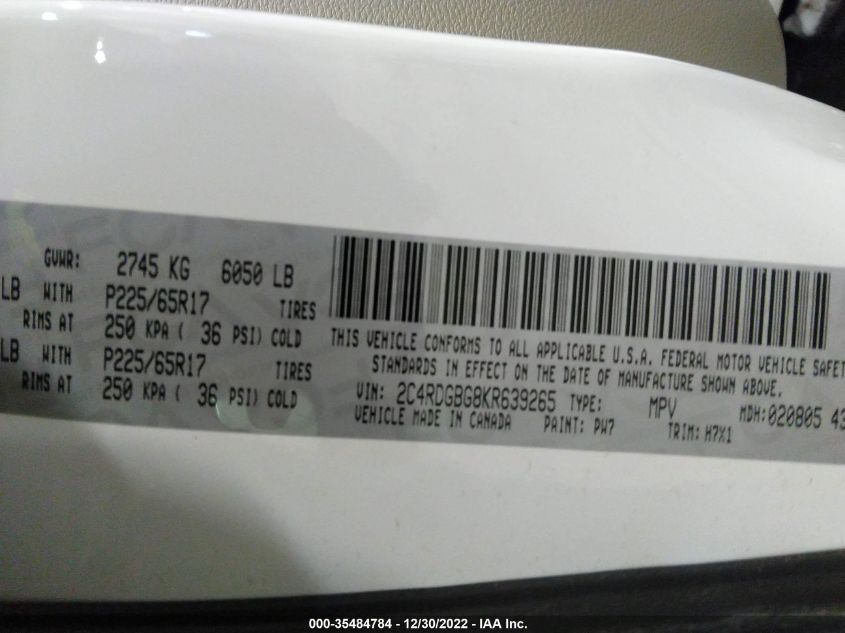 GVWR: 2745 KG 6050 LB
LB WITH P225/65R17 TIRES
RIMS AT 250 KPA ( 36 PSI) COLD
LB WITH P225/65R17 TIRES
RIMS AT 250 KPA ( 36 PSI) COLD
THIS VEHICLE CONFORMS TO ALL APPLICABLE U.S.A. FEDERAL MOTOR VEHICLE SAFET
STANDARDS IN EFFECT ON THE DATE OF MANUFACTURE SHOWN ABOVE.
VIN: 2C4RDGBG8KR639265 TYPE: MPV MDH:020805 43
VEHICLE MADE IN CANADA PAINT: PW7 TRIM: H7X1
000-35484784 - 12/30/2022 - IAA Inc.